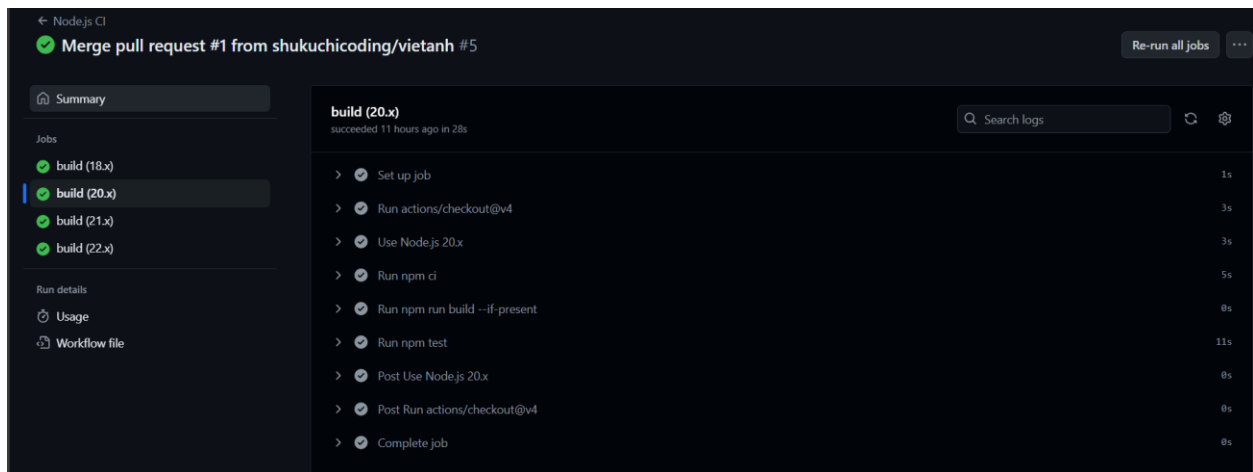 Node.js CI
Merge pull request #1 from shukuchicoding/vietanh #5
Re-run all jobs
Summary
Jobs
build (18.x)
build (20.x)
build (21.x)
build (22.x)
Run details
Usage
Workflow file
build (20.x)
succeeded 11 hours ago in 28s
Search logs
Set up job 1s
Run actions/checkout@v4 3s
Use Node.js 20.x 3s
Run npm ci 5s
Run npm run build --if-present 0s
Run npm test 11s
Post Use Node.js 20.x 0s
Post Run actions/checkout@v4 0s
Complete job 0s